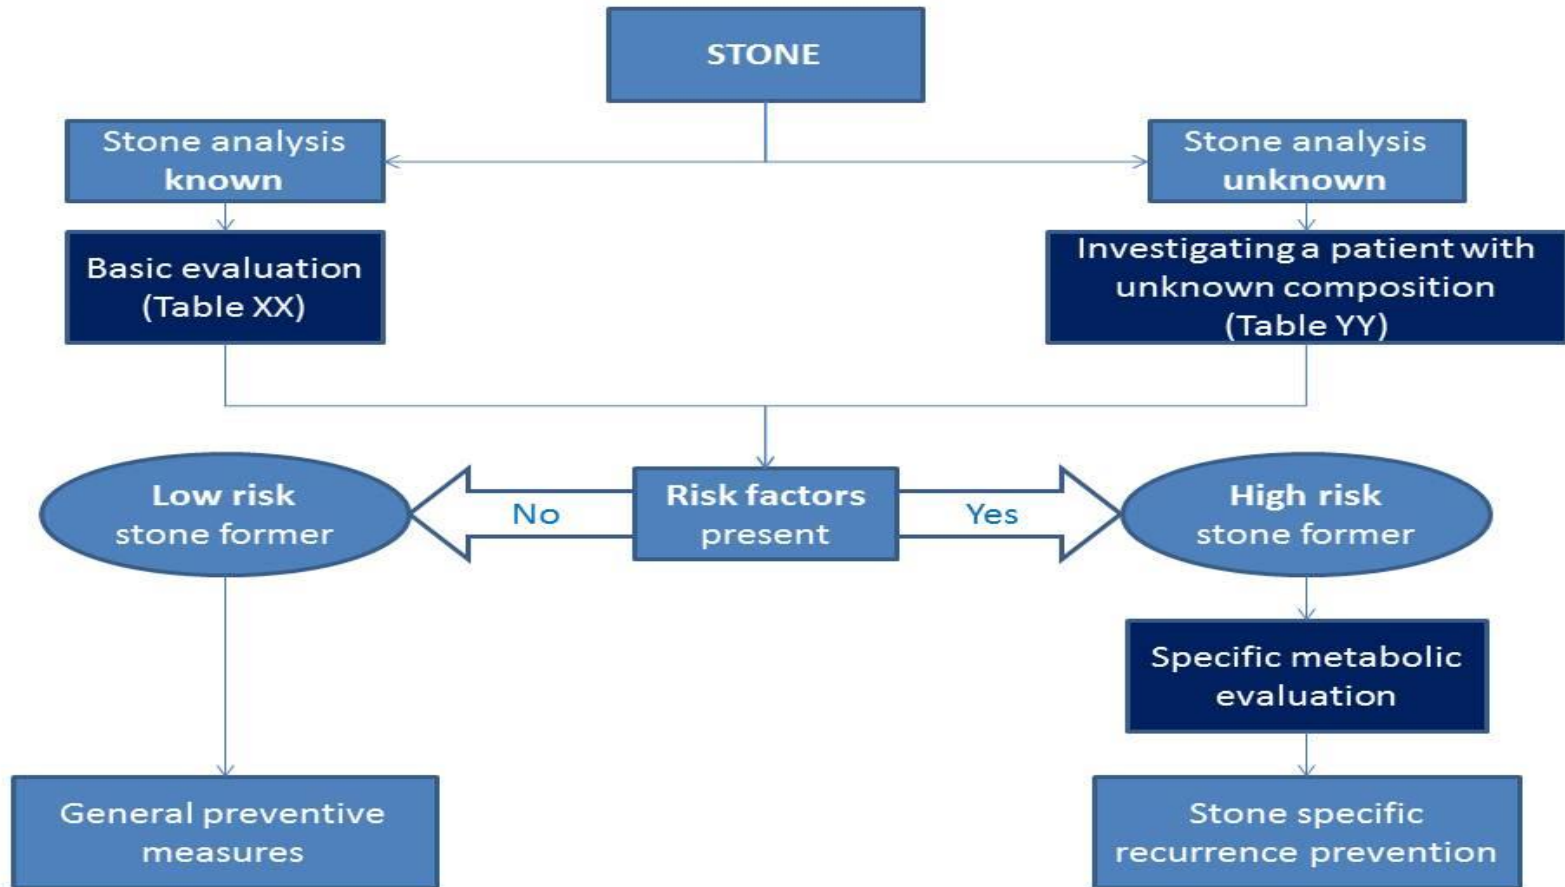 STONE
Stone analysis
known
Stone analysis
unknown
Basic evaluation
(Table XX)
Investigating a patient with
unknown composition
(Table YY)
Low risk
stone former
No
Risk factors
present
Yes
High risk
stone former
Specific metabolic
evaluation
General preventive
measures
Stone specific
recurrence prevention